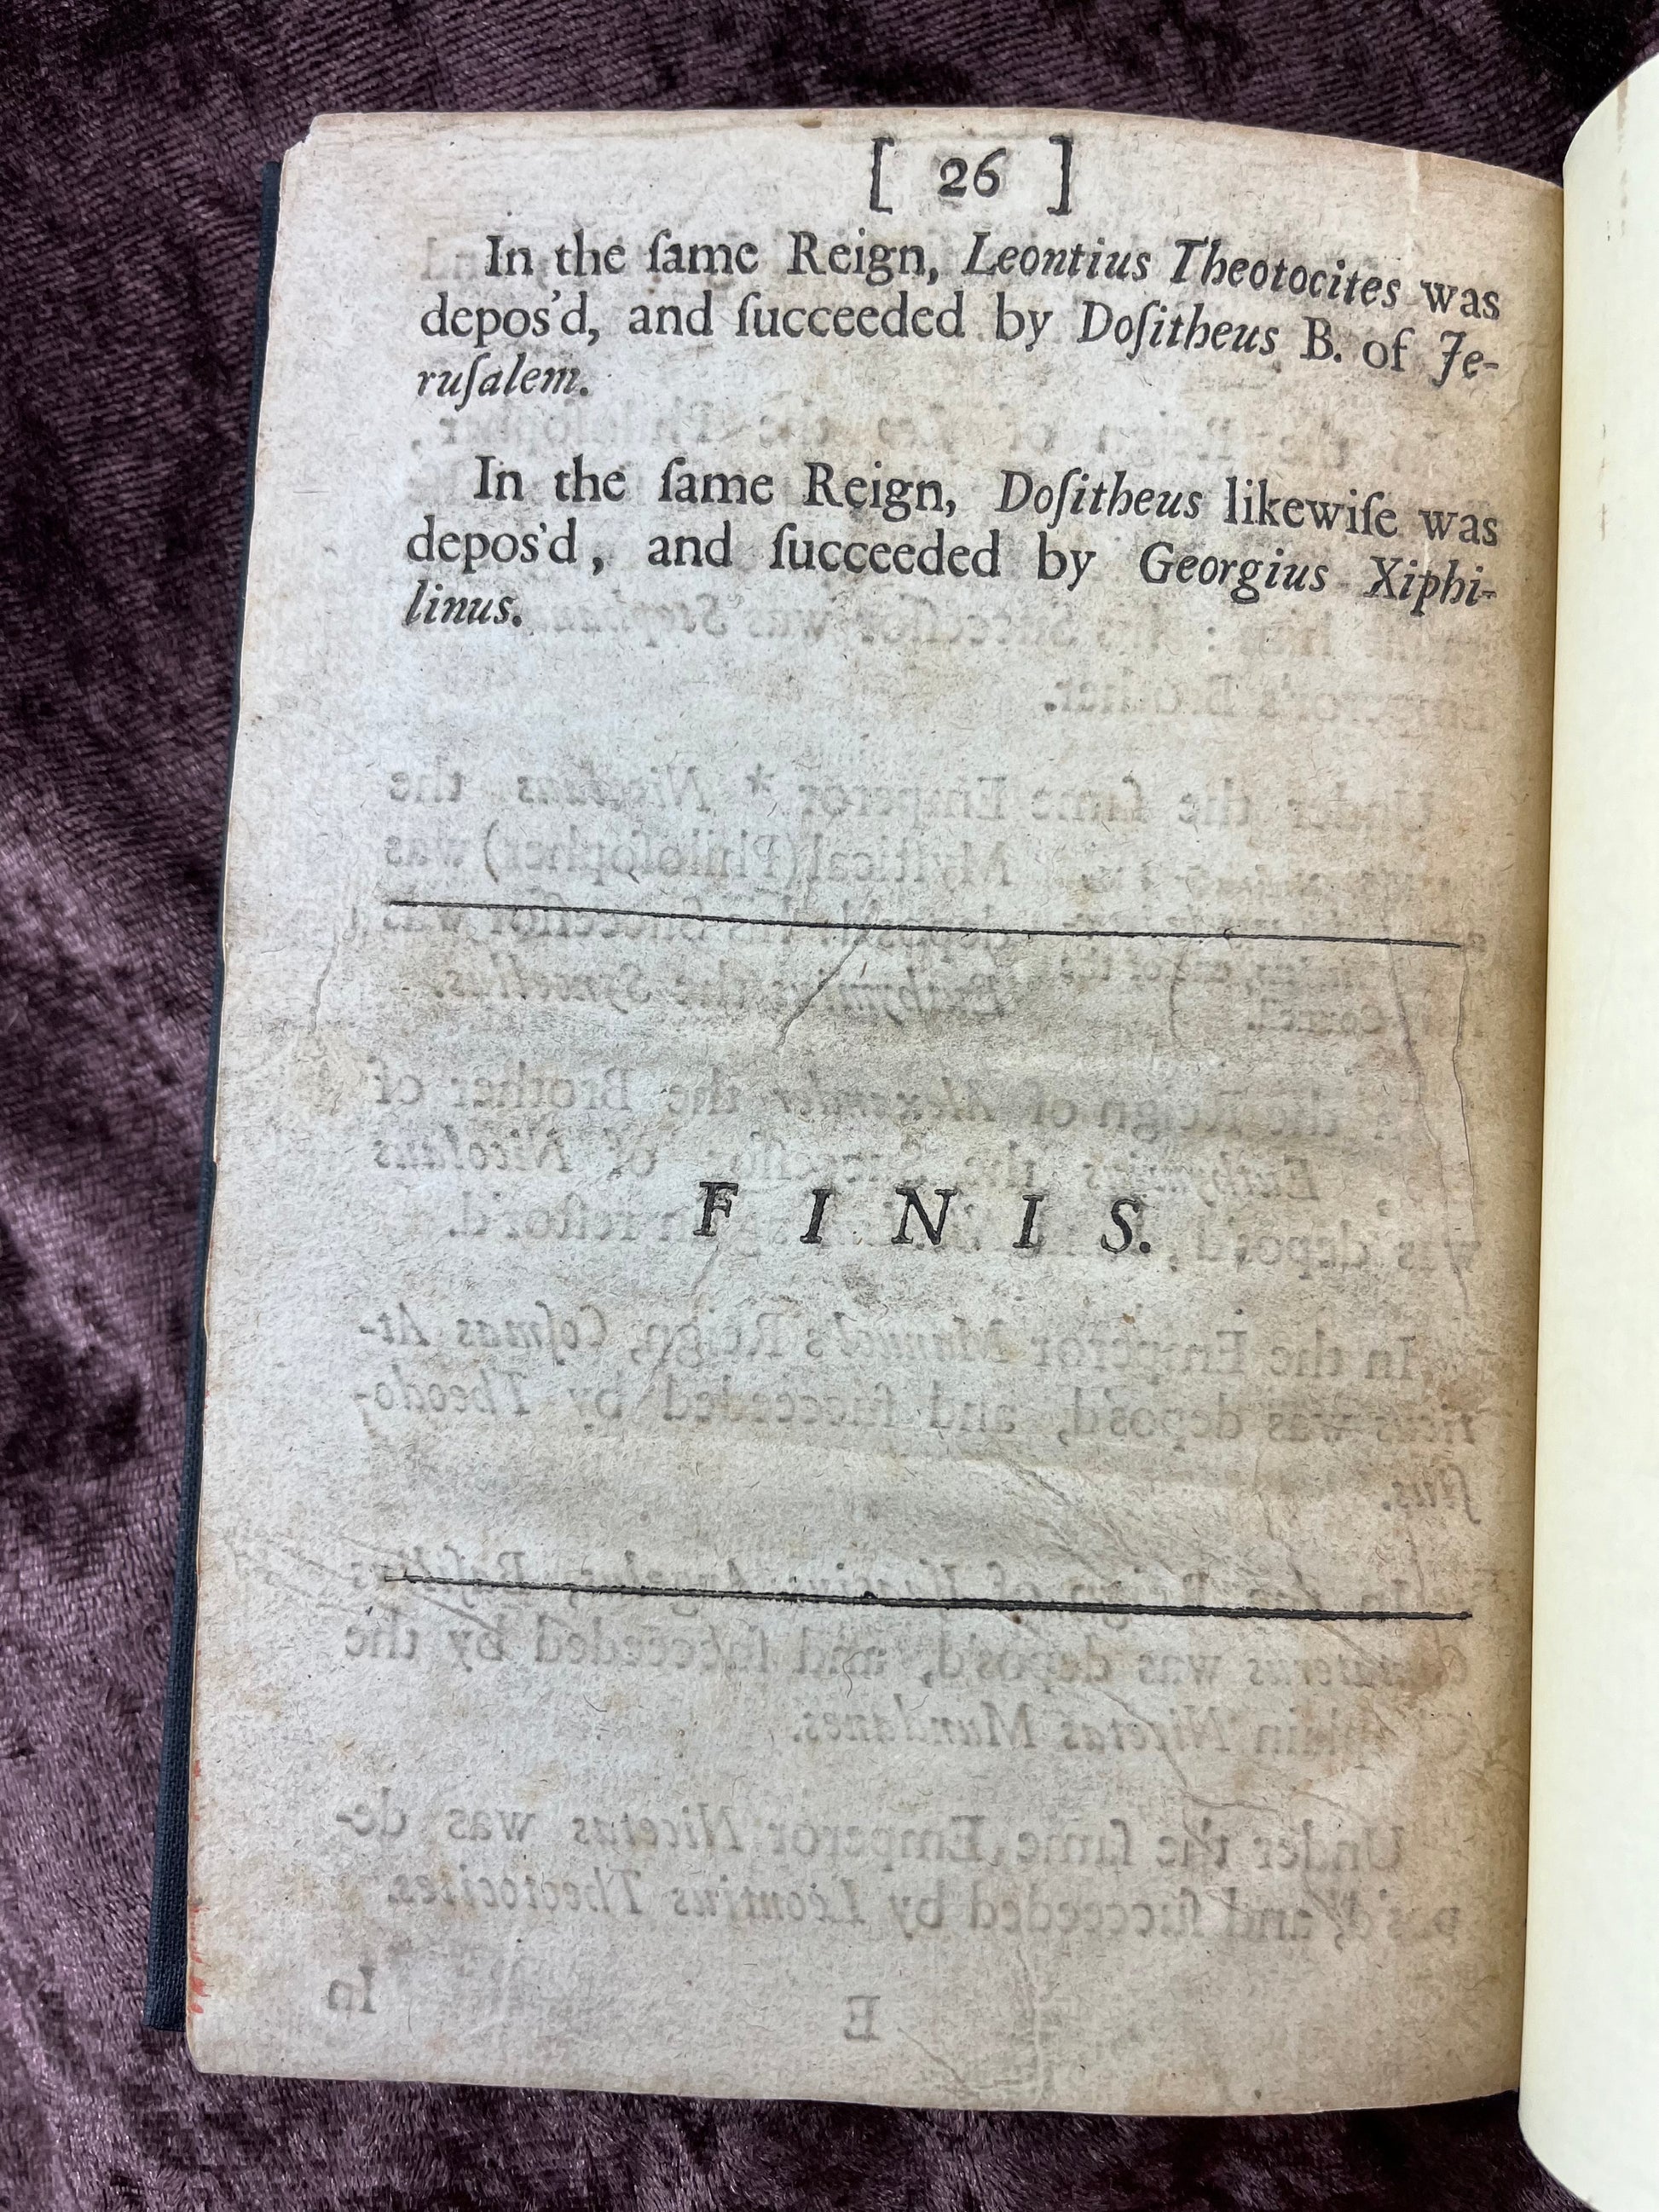 [ 26 ]
In the ſame Reign, Leontius Theotocites was
depos'd, and ſucceeded by Doſitheus B. of Je-
ruſalem.
In the ſame Reign, Doſitheus likewiſe was
depos'd, and ſucceeded by Georgius Xiphi-
linus.
F I N I S.